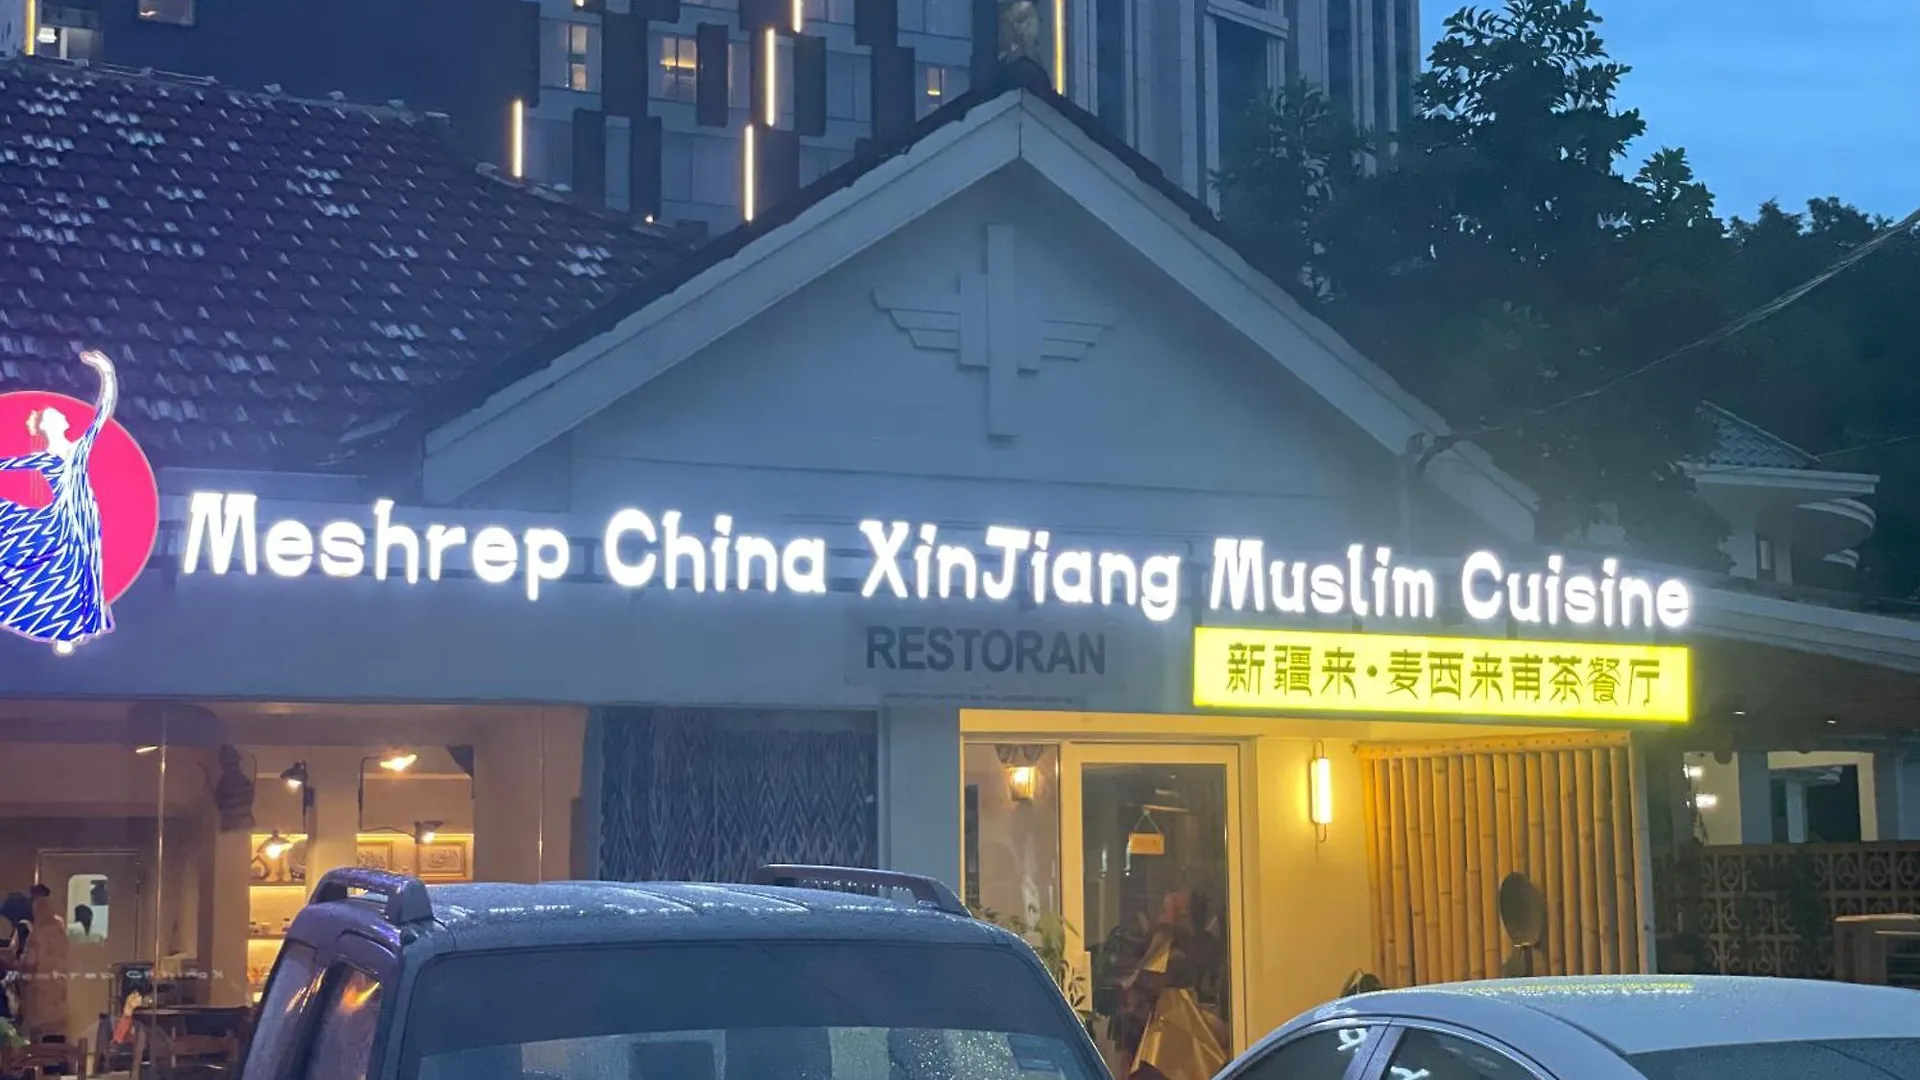 Meshrep China XinJiang Muslim Cuisine
RESTORAN
新疆来·麦西来甫茶餐厅